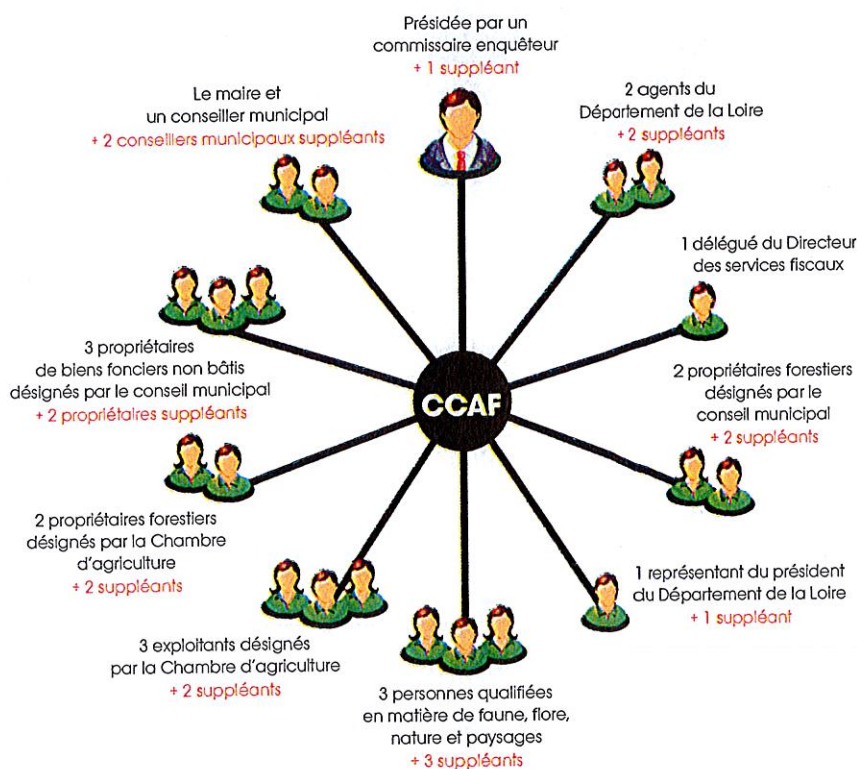 Présidée par un
commissaire enquêteur
+ 1 suppléant
2 agents du
Département de la Loire
+ 2 suppléants
1 délégué du Directeur
des services fiscaux
2 propriétaires forestiers
désignés par le
conseil municipal
+ 2 suppléants
1 représentant du président
du Département de la Loire
+ 1 suppléant
3 personnes qualifiées
en matière de faune, flore,
nature et paysages
+ 3 suppléants
3 exploitants désignés
par la Chambre d'agriculture
+ 2 suppléants
2 propriétaires forestiers
désignés par la Chambre
d'agriculture
+ 2 suppléants
3 propriétaires
de biens fonciers non bâtis
désignés par le conseil municipal
+ 2 propriétaires suppléants
Le maire et
un conseiller municipal
+ 2 conseillers municipaux suppléants
CCAF